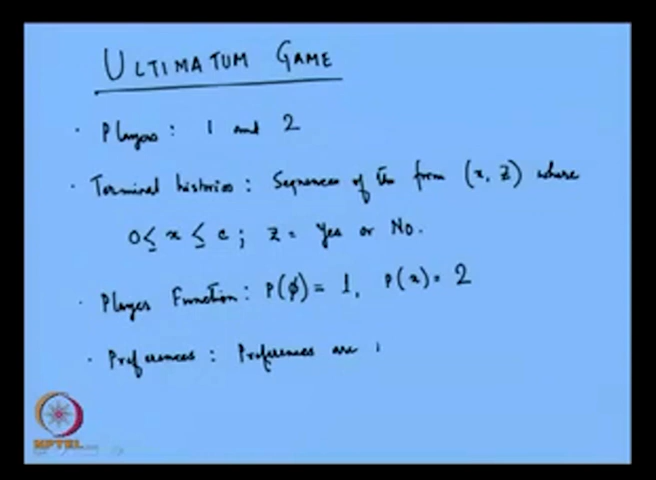 ULTIMATUM GAME
· Players : 1 and 2
· Terminal histories : Sequences of the form (x, Z) where
0 ≤ x ≤ c ; z = Yes or No.
· Player Function : P(ϕ) = 1, P(x) = 2
· Preferences : Preferences are
NPTEL